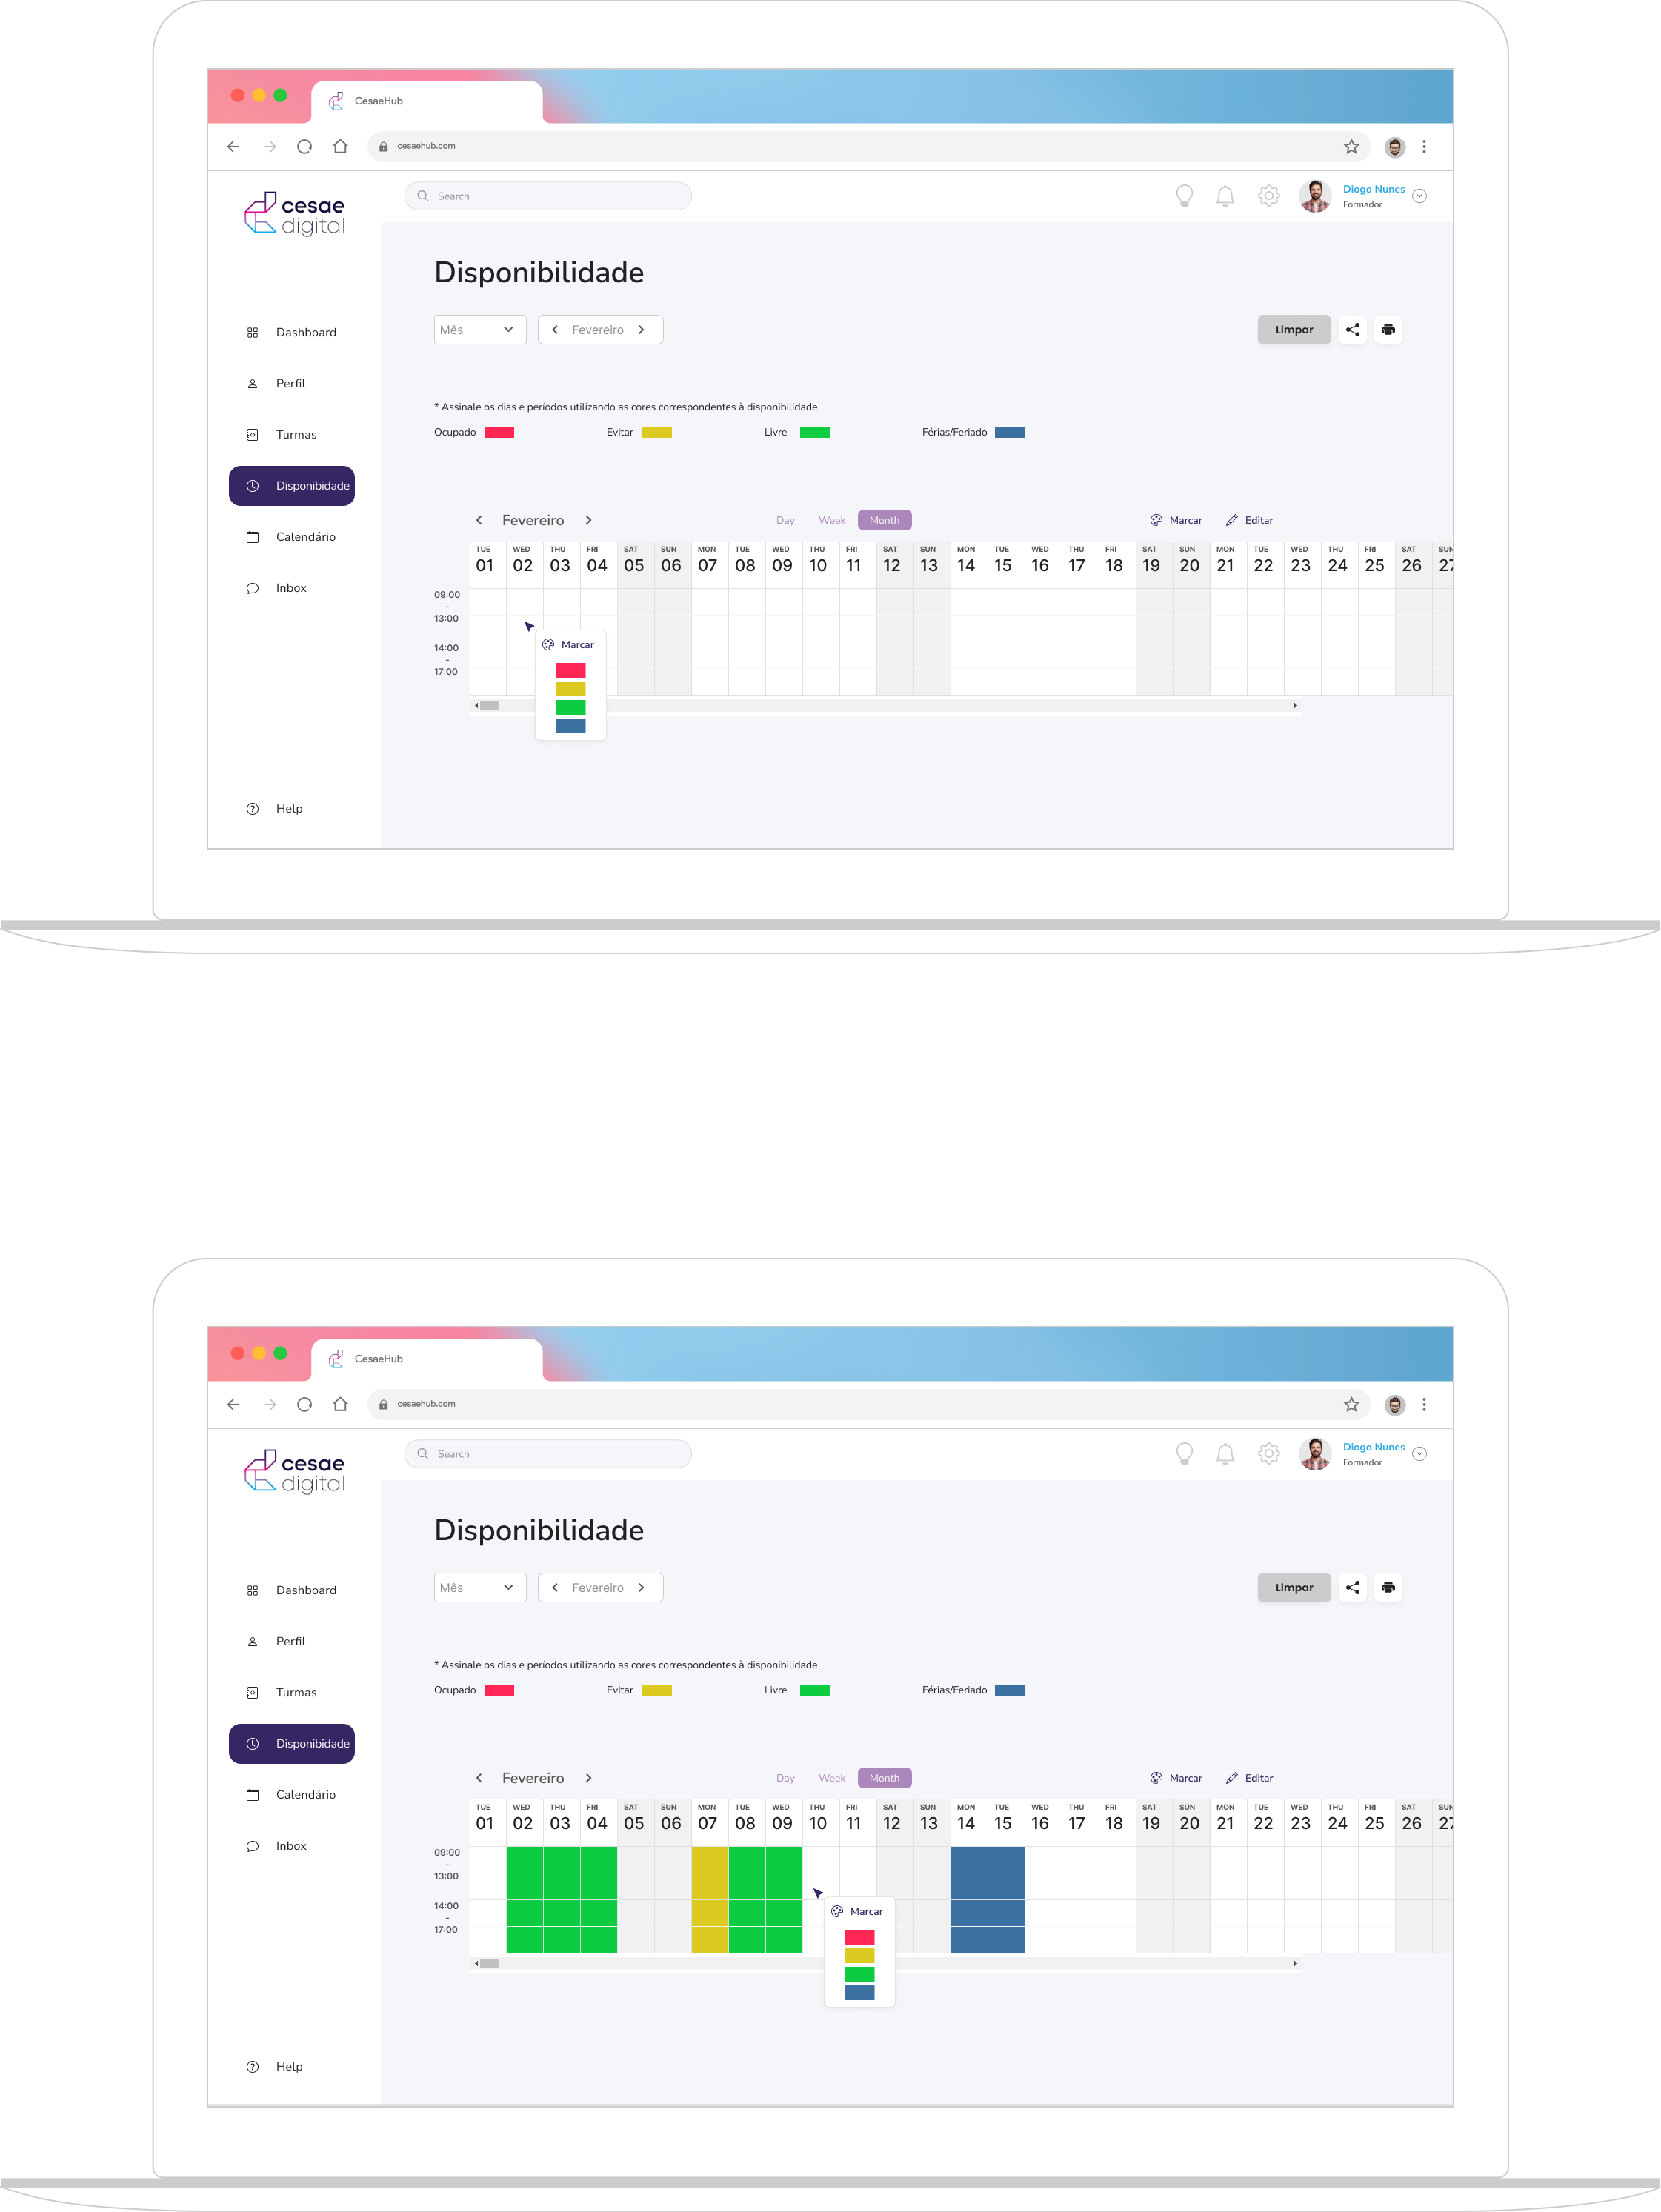 CesaeHub
cesaehub.com
cesae
digital
Search
Diogo Nunes
Formador
Disponibilidade
Mês
Fevereiro
Limpar
Dashboard
Perfil
Turmas
Disponibidade
Calendário
Inbox
Help
* Assinale os dias e períodos utilizando as cores correspondentes à disponibilidade
Ocupado Evitar Livre Férias/Feriado
Fevereiro Day Week Month Marcar Editar
TUE WED THU FRI SAT SUN MON TUE WED THU FRI SAT SUN MON TUE WED THU FRI SAT SUN MON TUE WED THU FRI SAT SUN
01 02 03 04 05 06 07 08 09 10 11 12 13 14 15 16 17 18 19 20 21 22 23 24 25 26 27
09:00
-
13:00
14:00
-
17:00
Marcar
CesaeHub
cesaehub.com
cesae
digital
Search
Diogo Nunes
Formador
Disponibilidade
Mês
Fevereiro
Limpar
Dashboard
Perfil
Turmas
Disponibidade
Calendário
Inbox
Help
* Assinale os dias e períodos utilizando as cores correspondentes à disponibilidade
Ocupado Evitar Livre Férias/Feriado
Fevereiro Day Week Month Marcar Editar
TUE WED THU FRI SAT SUN MON TUE WED THU FRI SAT SUN MON TUE WED THU FRI SAT SUN MON TUE WED THU FRI SAT SUN
01 02 03 04 05 06 07 08 09 10 11 12 13 14 15 16 17 18 19 20 21 22 23 24 25 26 27
09:00
-
13:00
14:00
-
17:00
Marcar